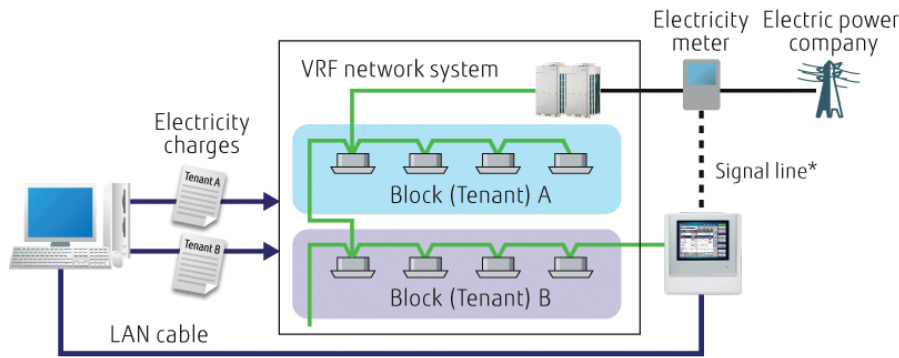 Electricity
meter
Electric power
company
VRF network system
Electricity
charges
Tenant A
Block (Tenant) A
Signal line*
Tenant B
Block (Tenant) B
LAN cable